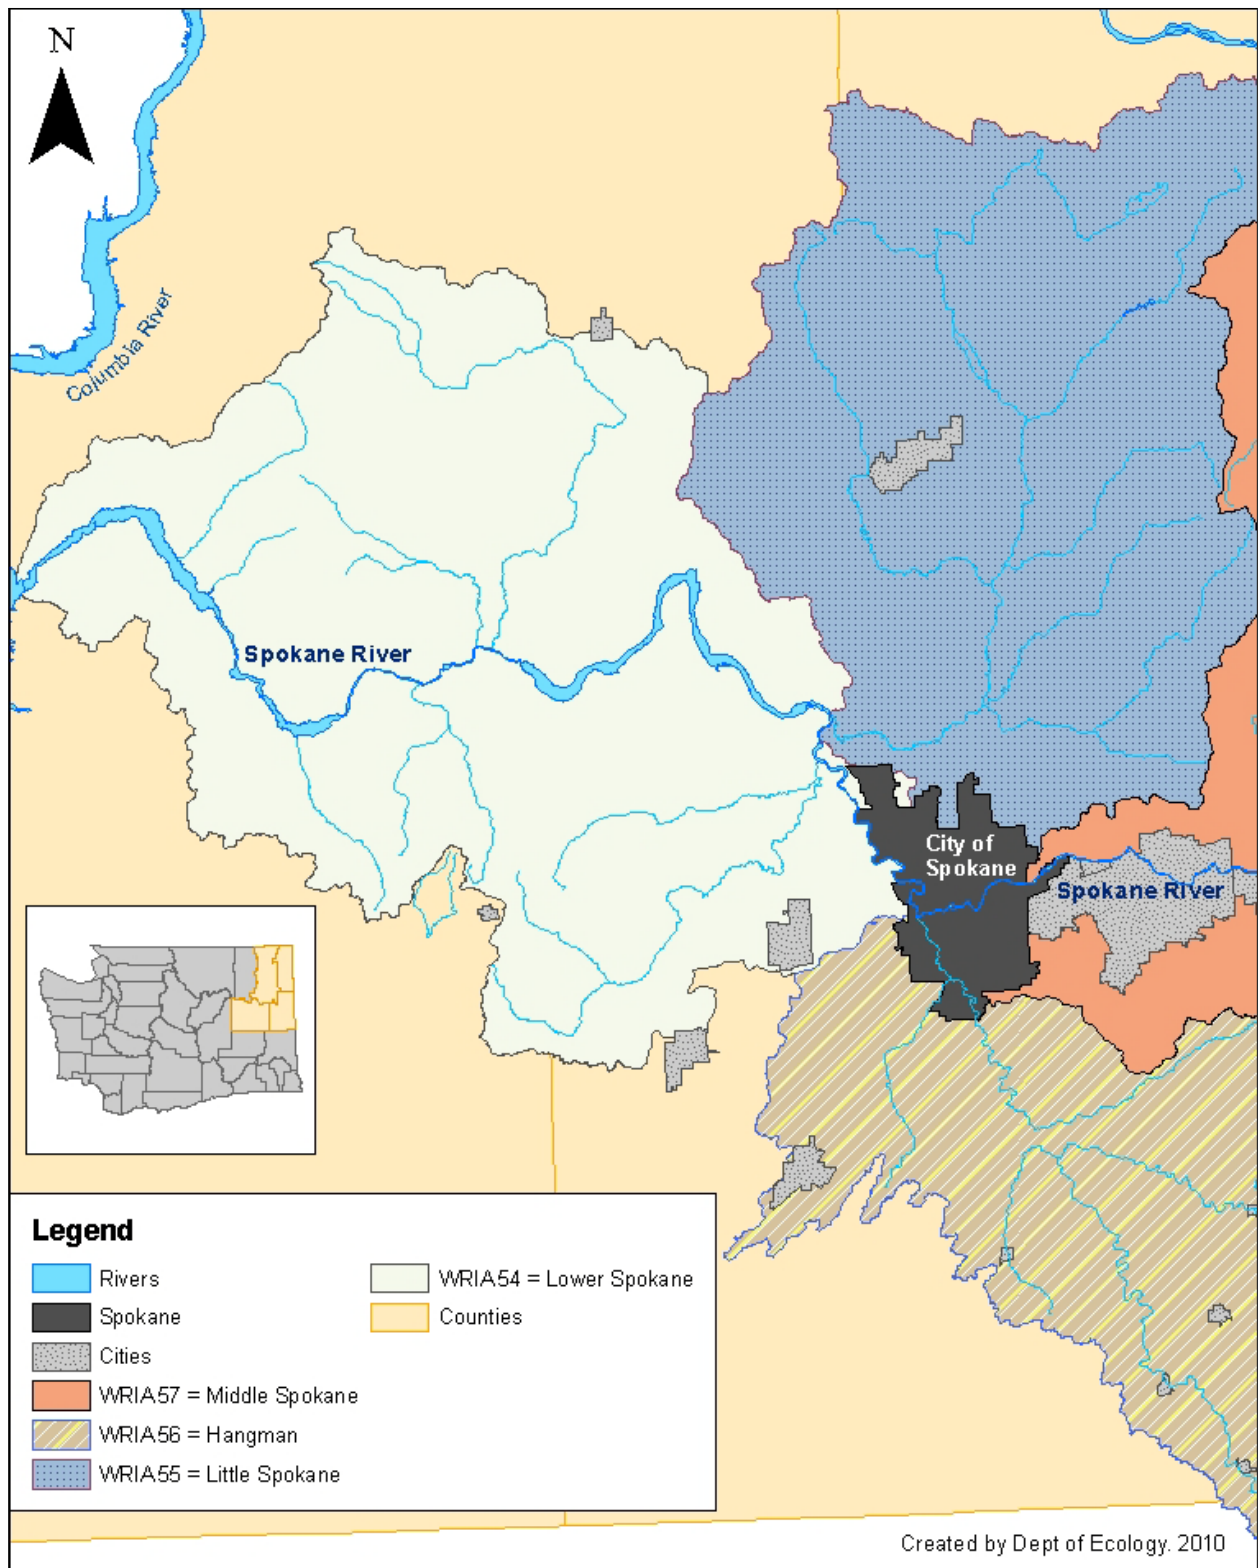 N
Columbia River
Spokane River
City of
Spokane
Spokane River
Legend
Rivers
Spokane
Cities
WRIA57 = Middle Spokane
WRIA56 = Hangman
WRIA55 = Little Spokane
WRIA54 = Lower Spokane
Counties
Created by Dept of Ecology. 2010